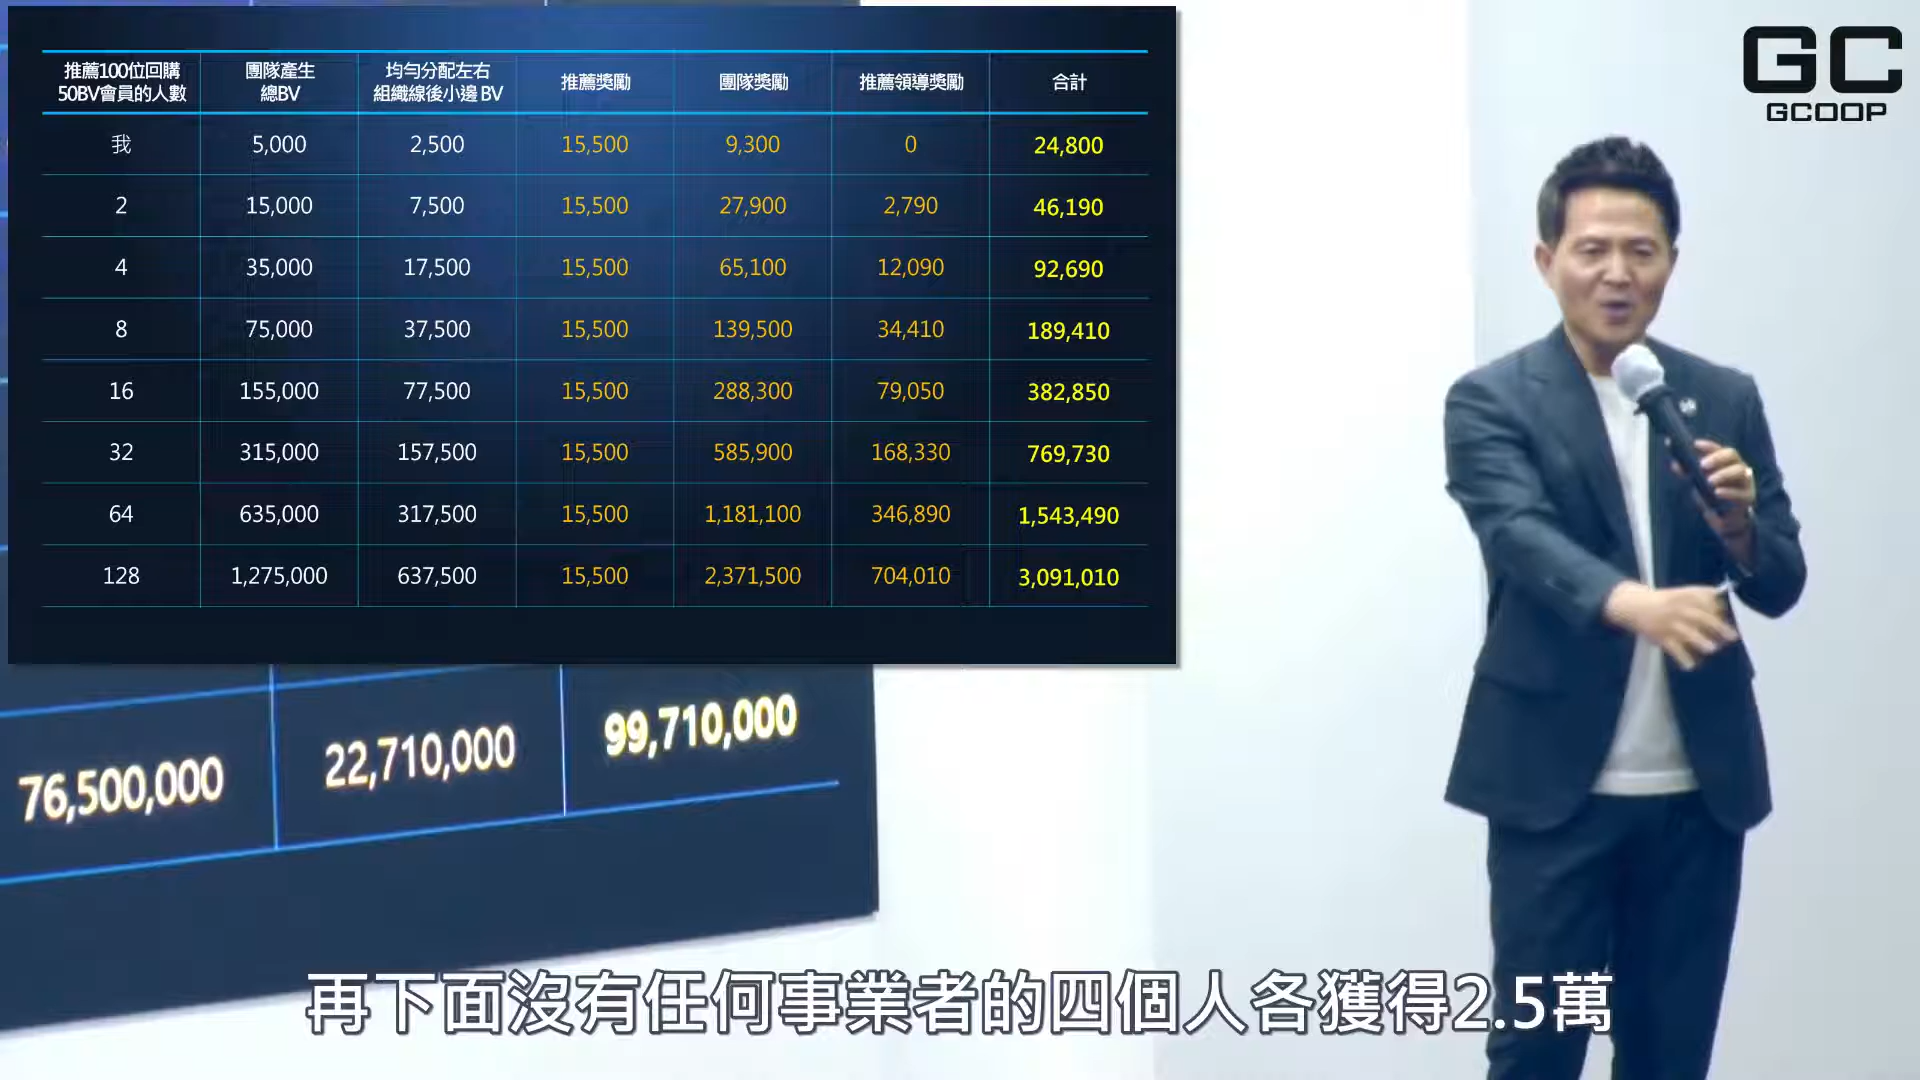 推薦100位回購
50BV會員的人數
團隊產生
總BV
均勻分配左右
組織線後小邊 BV
推薦獎勵
團隊獎勵
推薦領導獎勵
合計
我 5,000 2,500 15,500 9,300 0 24,800
2 15,000 7,500 15,500 27,900 2,790 46,190
4 35,000 17,500 15,500 65,100 12,090 92,690
8 75,000 37,500 15,500 139,500 34,410 189,410
16 155,000 77,500 15,500 288,300 79,050 382,850
32 315,000 157,500 15,500 585,900 168,330 769,730
64 635,000 317,500 15,500 1,181,100 346,890 1,543,490
128 1,275,000 637,500 15,500 2,371,500 704,010 3,091,010
GC
GCOOP
76,500,000 22,710,000 99,710,000
再下面沒有任何事業者的四個人各獲得2.5萬